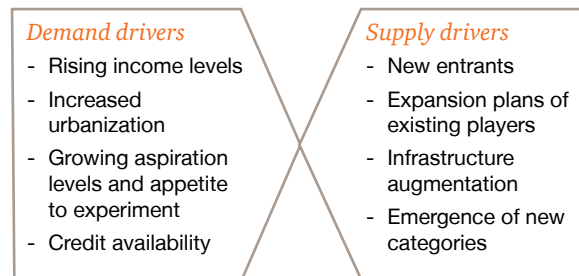 Demand drivers
- Rising income levels
- Increased
urbanization
- Growing aspiration
levels and appetite
to experiment
- Credit availability
Supply drivers
- New entrants
- Expansion plans of
existing players
- Infrastructure
augmentation
- Emergence of new
categories